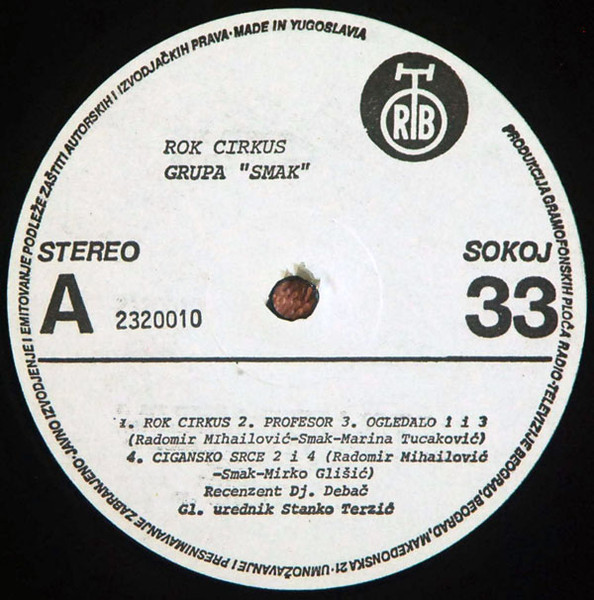 JAVNO IZVODJENJE I EMITOVANJE PODLEŽE ZAŠTITI AUTORSKIH I IZVODJAČKIH PRAVA·MADE IN YUGOSLAVIA
PRODUKCIJA GRAMOFONSKIH PLOČA RADIO-TELEVIZIJE BEOGRAD, BEOGRAD, MAKEDONSKA 21·UMNOŽAVANJE I PRESNIMAVANJE ZABRANJENO·
RTB
ROK CIRKUS
GRUPA "SMAK"
STEREO
SOKOJ
A 2320010
33
1. ROK CIRKUS 2. PROFESOR 3. OGLEDALO 1 i 3
(Radomir MIhailović-Smak-Marina Tucaković)
4. CIGANSKO SRCE 2 i 4 (Radomir Mihailović
-Smak-Mirko Glišić)
Recenzent Dj. Debač
Gl. urednik Stanko Terzić